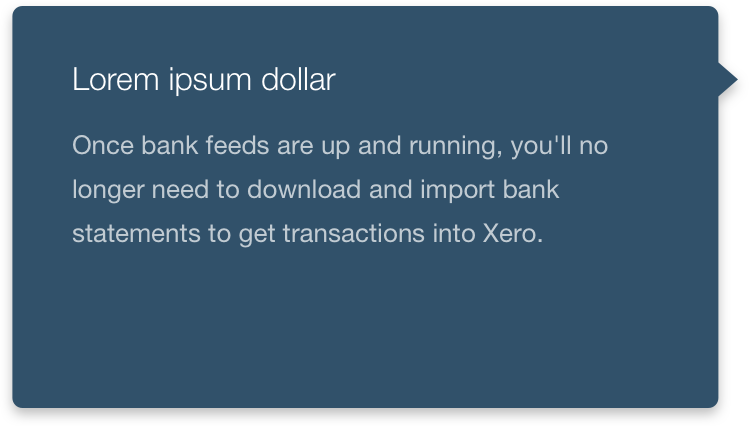 Lorem ipsum dollar
Once bank feeds are up and running, you'll no
longer need to download and import bank
statements to get transactions into Xero.